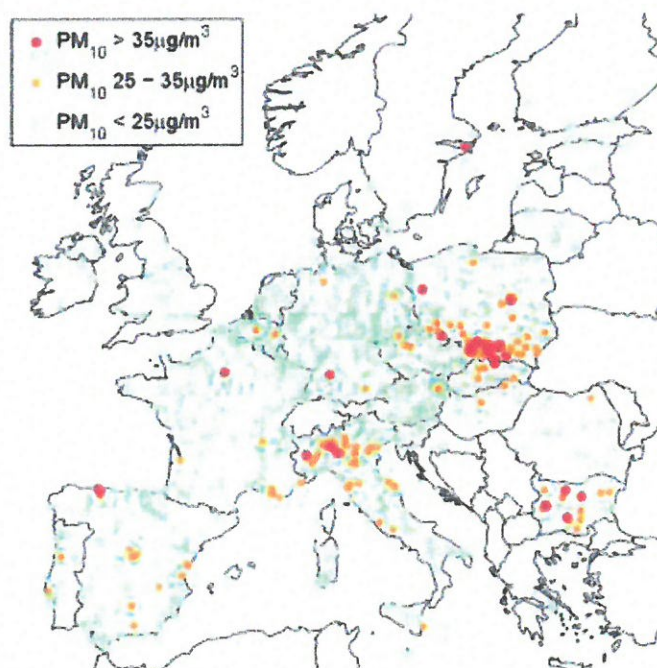 PM₁₀ > 35µg/m³
PM₁₀ 25 − 35µg/m³
PM₁₀ < 25µg/m³